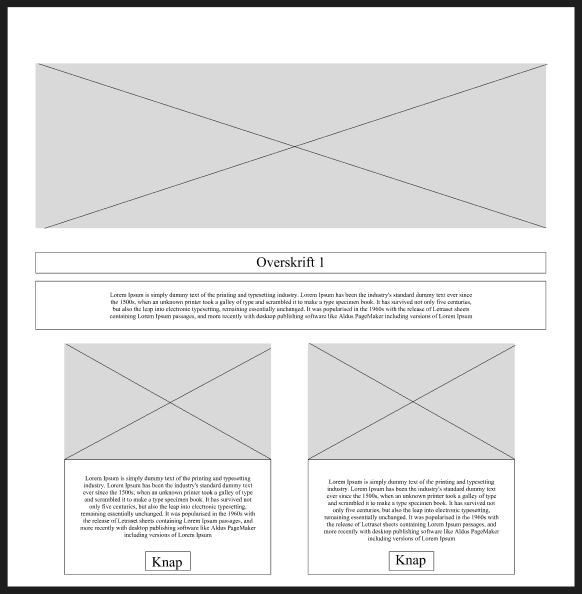 Overskrift 1
Lorem Ipsum is simply dummy text of the printing and typesetting industry. Lorem Ipsum has been the industry's standard dummy text ever since
the 1500s, when an unknown printer took a galley of type and scrambled it to make a type specimen book. It has survived not only five centuries,
but also the leap into electronic typesetting, remaining essentially unchanged. It was popularised in the 1960s with the release of Letraset sheets
containing Lorem Ipsum passages, and more recently with desktop publishing software like Aldus PageMaker including versions of Lorem Ipsum
Lorem Ipsum is simply dummy text of the printing and typesetting
industry. Lorem Ipsum has been the industry's standard dummy text
ever since the 1500s, when an unknown printer took a galley of type
and scrambled it to make a type specimen book. It has survived not
only five centuries, but also the leap into electronic typesetting,
remaining essentially unchanged. It was popularised in the 1960s with
the release of Letraset sheets containing Lorem Ipsum passages, and
more recently with desktop publishing software like Aldus PageMaker
including versions of Lorem Ipsum
Knap
Lorem Ipsum is simply dummy text of the printing and typesetting
industry. Lorem Ipsum has been the industry's standard dummy text
ever since the 1500s, when an unknown printer took a galley of type
and scrambled it to make a type specimen book. It has survived not
only five centuries, but also the leap into electronic typesetting,
remaining essentially unchanged. It was popularised in the 1960s with
the release of Letraset sheets containing Lorem Ipsum passages, and
more recently with desktop publishing software like Aldus PageMaker
including versions of Lorem Ipsum
Knap